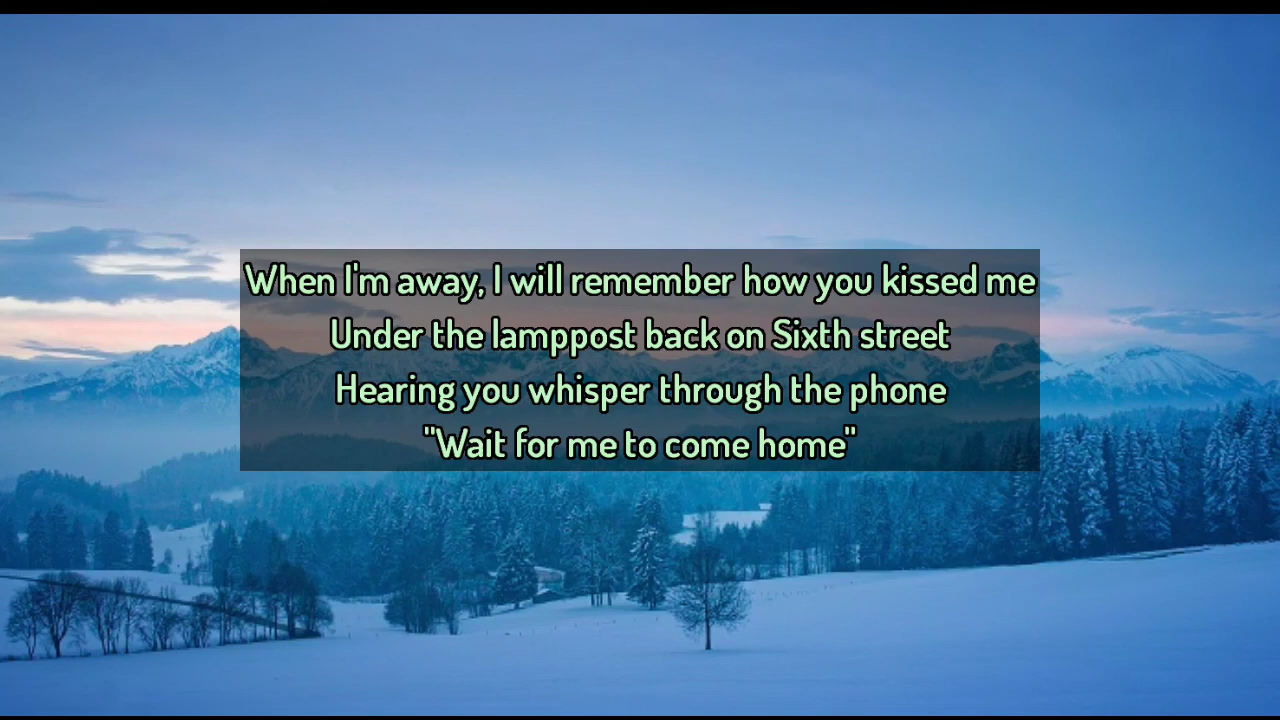 When I'm away, I will remember how you kissed me
Under the lamppost back on Sixth street
Hearing you whisper through the phone
"Wait for me to come home"